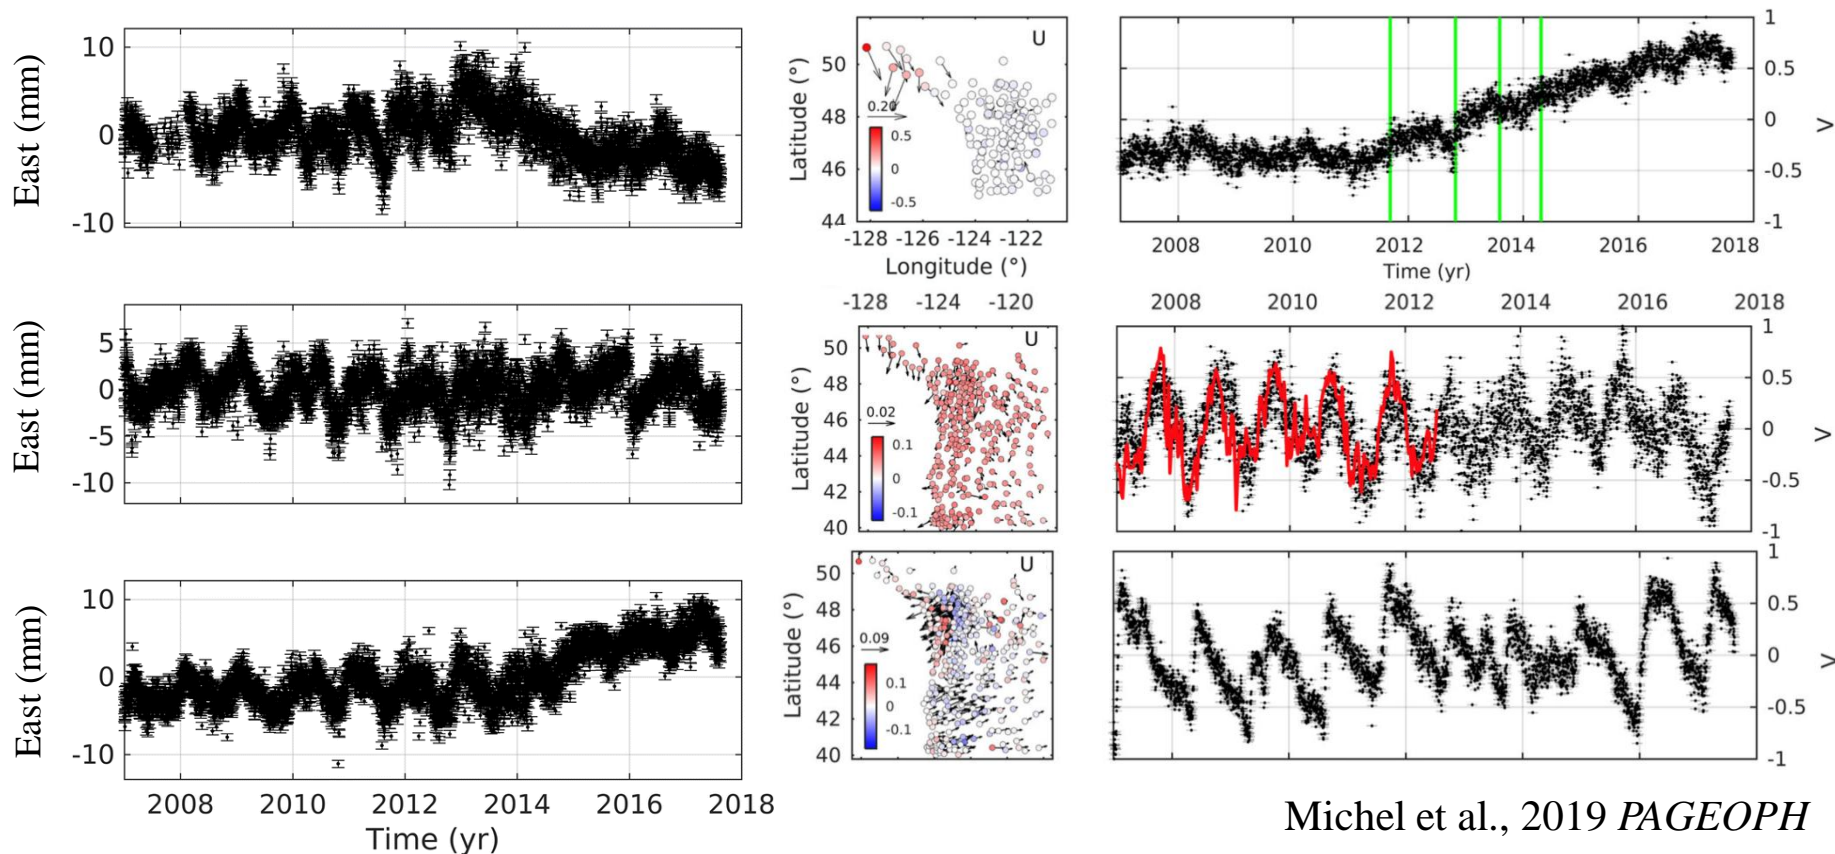 East (mm)
10
0
-10
U
Latitude (°)
50
48
46
44
0.20
0.5
0
-0.5
-128 -126 -124 -122
Longitude (°)
1
0.5
0
-0.5
-1
V
2008 2010 2012 2014 2016 2018
Time (yr)
East (mm)
5
0
-5
-10
-128 -124 -120
U
Latitude (°)
50
48
46
44
42
40
0.02
0.1
0
-0.1
2008 2010 2012 2014 2016 2018
1
0.5
0
-0.5
-1
V
East (mm)
10
0
-10
2008 2010 2012 2014 2016 2018
Time (yr)
U
Latitude (°)
50
48
46
44
42
40
0.09
0.1
0
-0.1
1
0.5
0
-0.5
-1
V
Michel et al., 2019 PAGEOPH